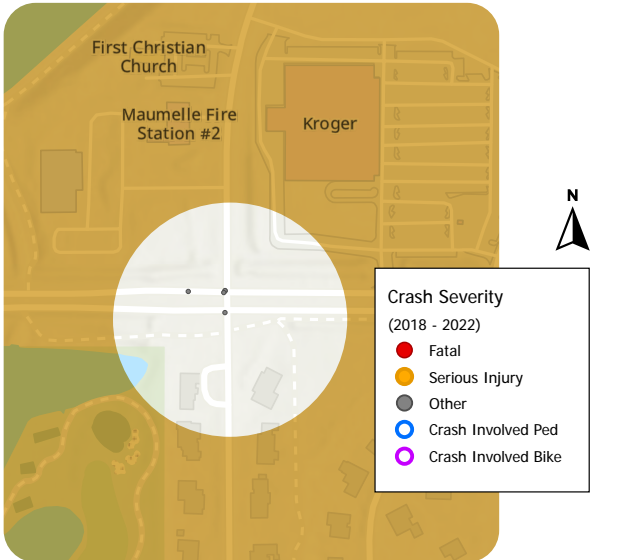 First Christian
Church
Maumelle Fire
Station #2
Kroger
N
Crash Severity
(2018 - 2022)
Fatal
Serious Injury
Other
Crash Involved Ped
Crash Involved Bike